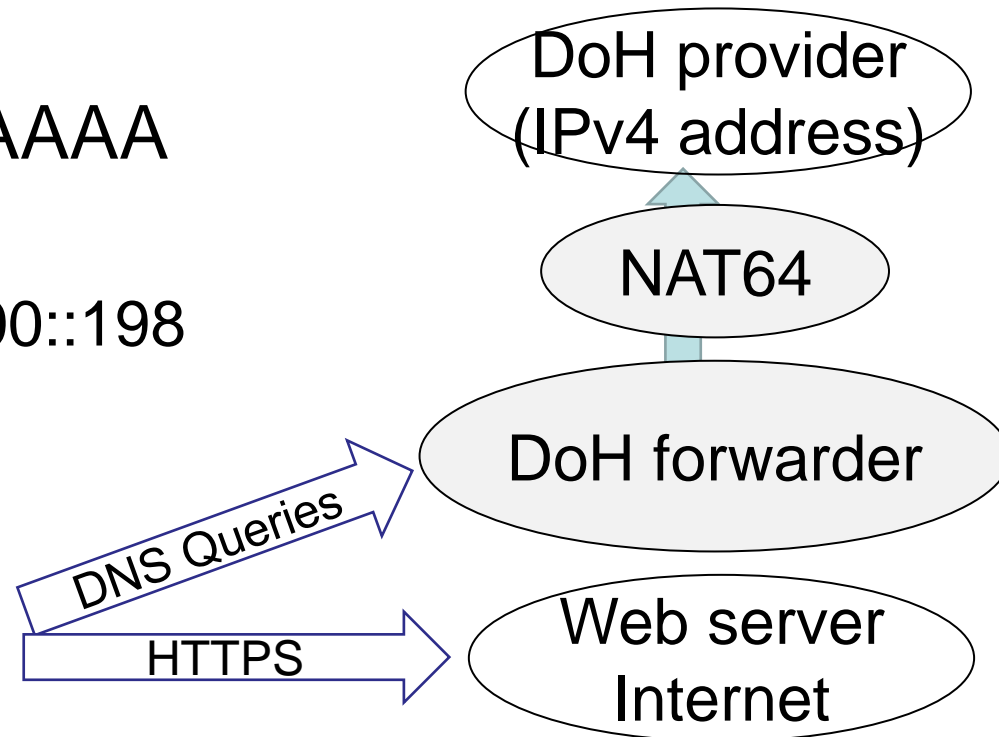 DoH provider
(IPv4 address)
AAAA
NAT64
00::198
DoH forwarder
DNS Queries
HTTPS
Web server
Internet